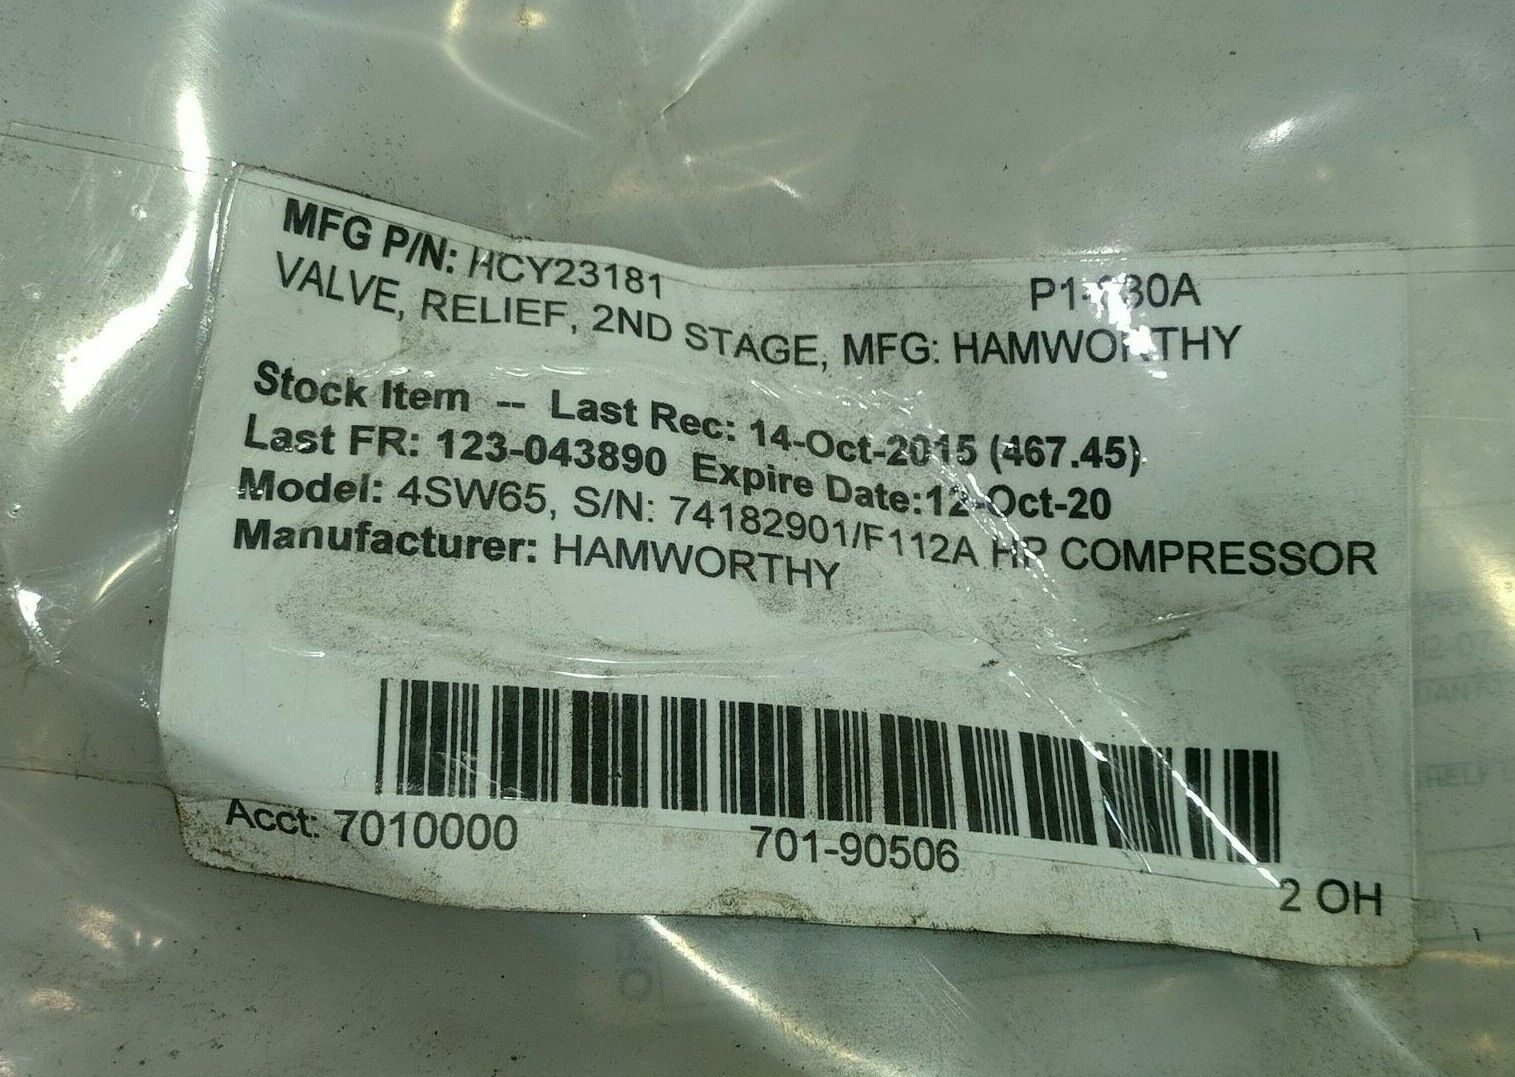 MFG P/N: HCY23181
VALVE, RELIEF, 2ND STAGE, MFG: HAMWORTHY
Stock Item -- Last Rec: 14-Oct-2015 (467.45)
Last FR: 123-043890 Expire Date:12-Oct-20
Model: 4SW65, S/N: 74182901/F112A HP COMPRESSOR
Manufacturer: HAMWORTHY
Acct: 7010000
701-90506
2 OH